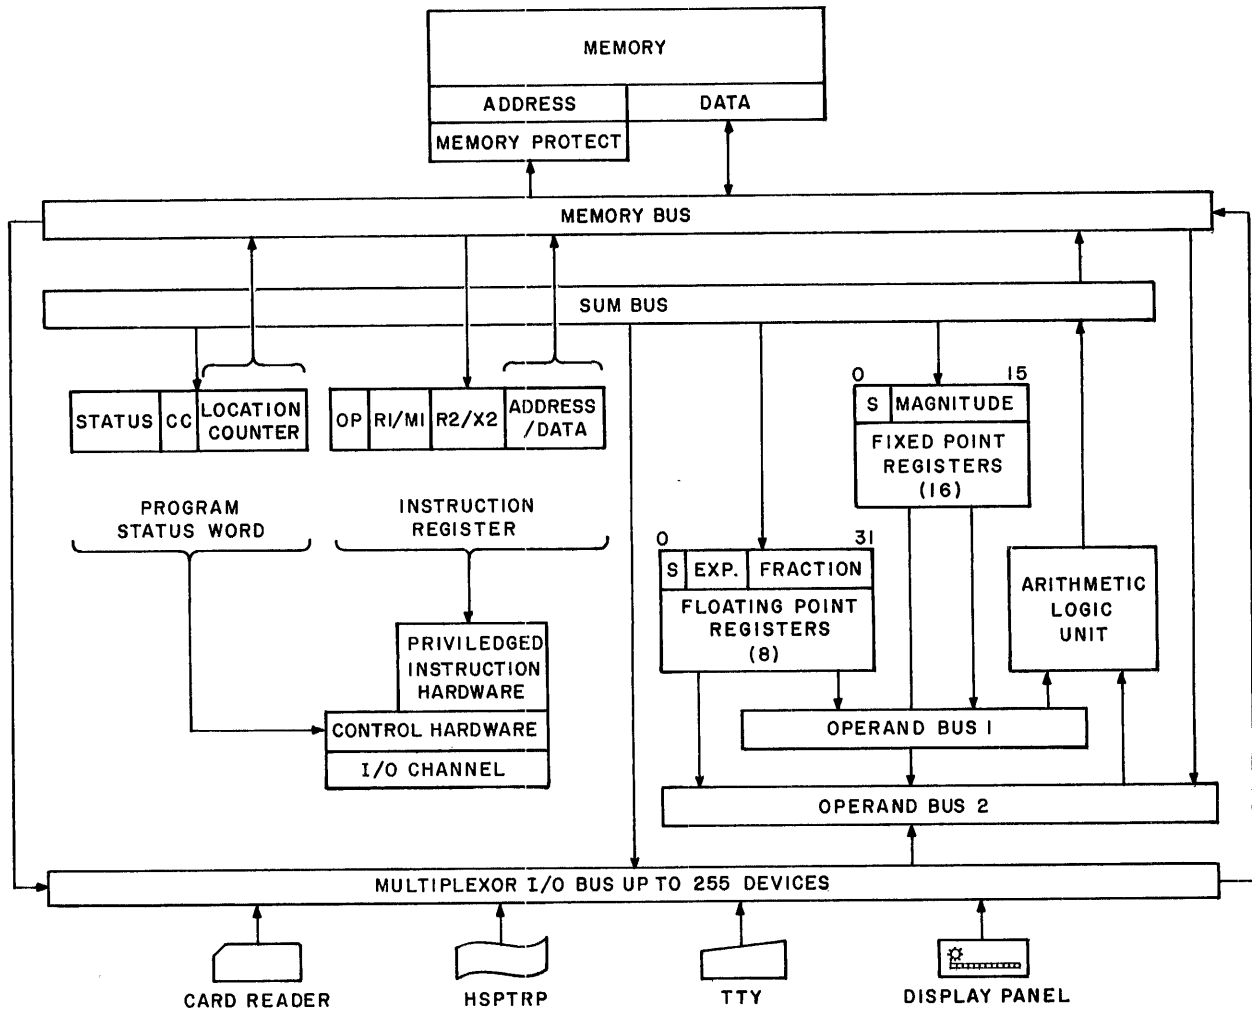 MEMORY
ADDRESS
DATA
MEMORY PROTECT
MEMORY BUS
SUM BUS
STATUS
CC
LOCATION
COUNTER
OP
R1/M1
R2/X2
ADDRESS
/DATA
0
15
S
MAGNITUDE
FIXED POINT
REGISTERS
(16)
PROGRAM
STATUS WORD
INSTRUCTION
REGISTER
0
31
S
EXP.
FRACTION
FLOATING POINT
REGISTERS
(8)
ARITHMETIC
LOGIC
UNIT
PRIVILEDGED
INSTRUCTION
HARDWARE
CONTROL HARDWARE
I/O CHANNEL
OPERAND BUS 1
OPERAND BUS 2
MULTIPLEXOR I/O BUS UP TO 255 DEVICES
CARD READER
HSPTRP
TTY
DISPLAY PANEL